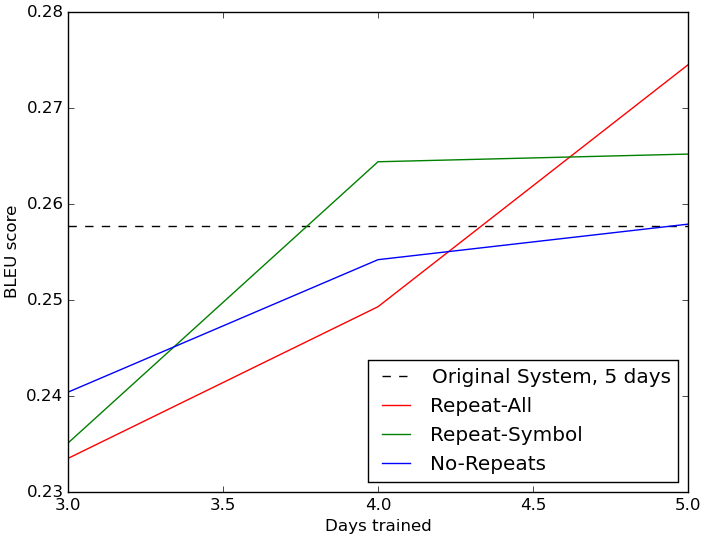 0.28
0.27
0.26
0.25
0.24
0.23
3.0 3.5 4.0 4.5 5.0
BLEU score
Days trained
Original System, 5 days
Repeat-All
Repeat-Symbol
No-Repeats